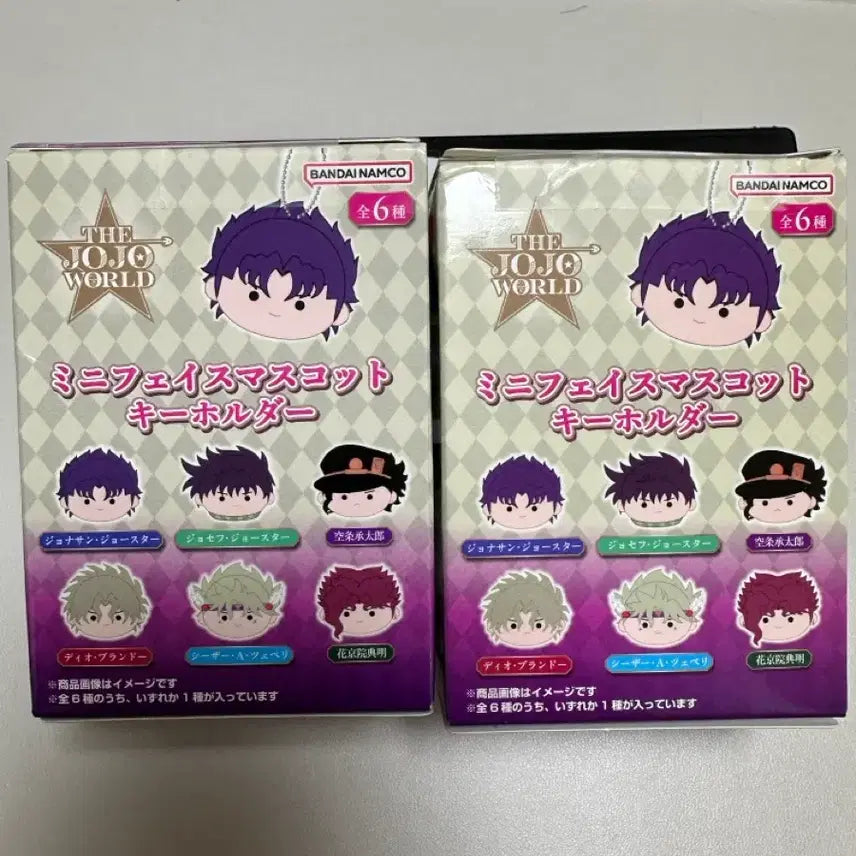 BANDAI NAMCO
全6種
THE
JOJO
WORLD
ミニフェイスマスコット
キーホルダー
ジョナサン・ジョースター
ジョセフ・ジョースター
空条承太郎
ディオ・ブランドー
シーザー・A・ツェペリ
花京院典明
※商品画像はイメージです
※全6種のうち、いずれか1種が入っています
BANDAI NAMCO
全6種
THE
JOJO
WORLD
ミニフェイスマスコット
キーホルダー
ジョナサン・ジョースター
ジョセフ・ジョースター
空条承太郎
ディオ・ブランドー
シーザー・A・ツェペリ
花京院典明
※商品画像はイメージです
※全6種のうち、いずれか1種が入っています